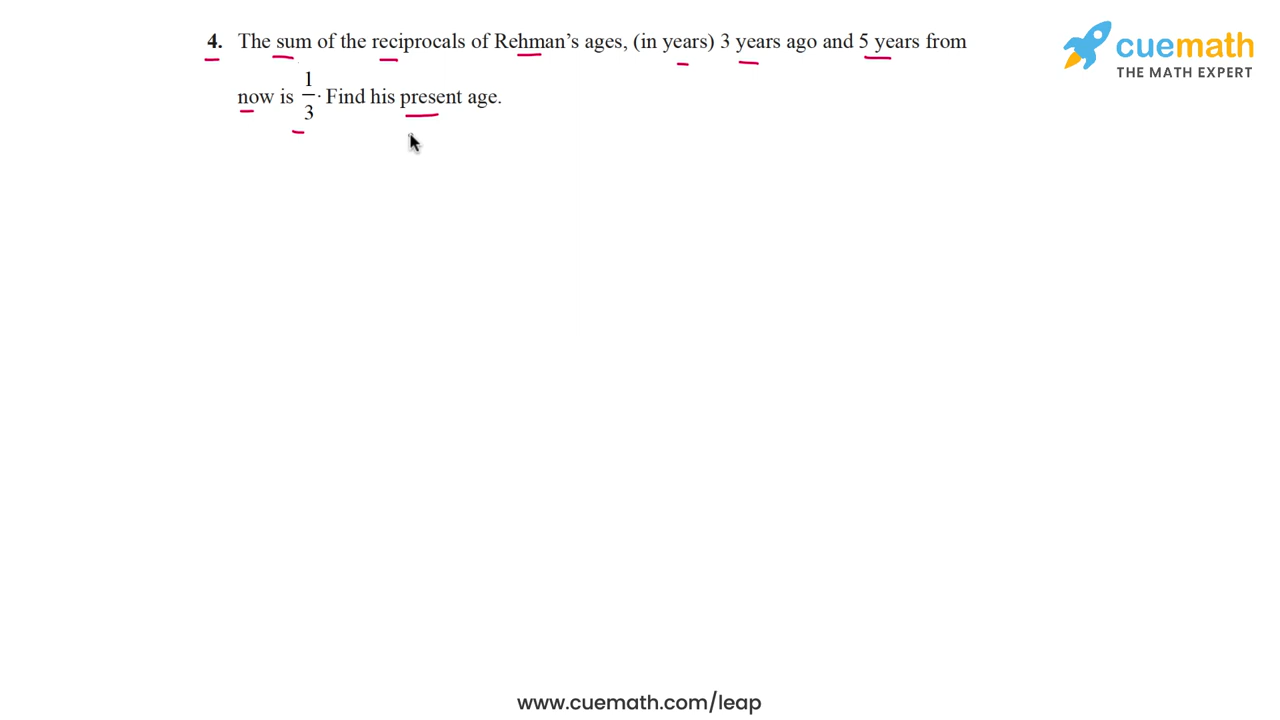 4. The sum of the reciprocals of Rehman's ages, (in years) 3 years ago and 5 years from
now is 1/3. Find his present age.
cuemath
THE MATH EXPERT
www.cuemath.com/leap